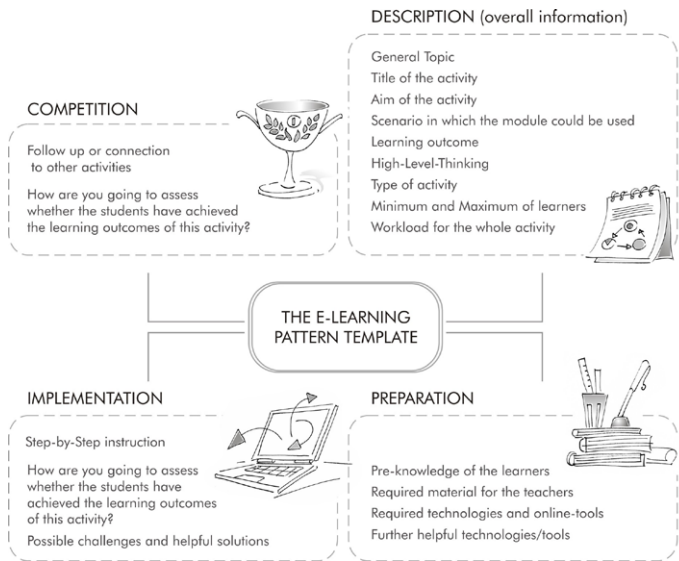 DESCRIPTION (overall information)
General Topic
Title of the activity
Aim of the activity
Scenario in which the module could be used
Learning outcome
High-Level-Thinking
Type of activity
Minimum and Maximum of learners
Workload for the whole activity
COMPETITION
Follow up or connection
to other activities
How are you going to assess
whether the students have achieved
the learning outcomes of this activity?
THE E-LEARNING
PATTERN TEMPLATE
IMPLEMENTATION
Step-by-Step instruction
How are you going to assess
whether the students have
achieved the learning outcomes
of this activity?
Possible challenges and helpful solutions
PREPARATION
Pre-knowledge of the learners
Required material for the teachers
Required technologies and online-tools
Further helpful technologies/tools